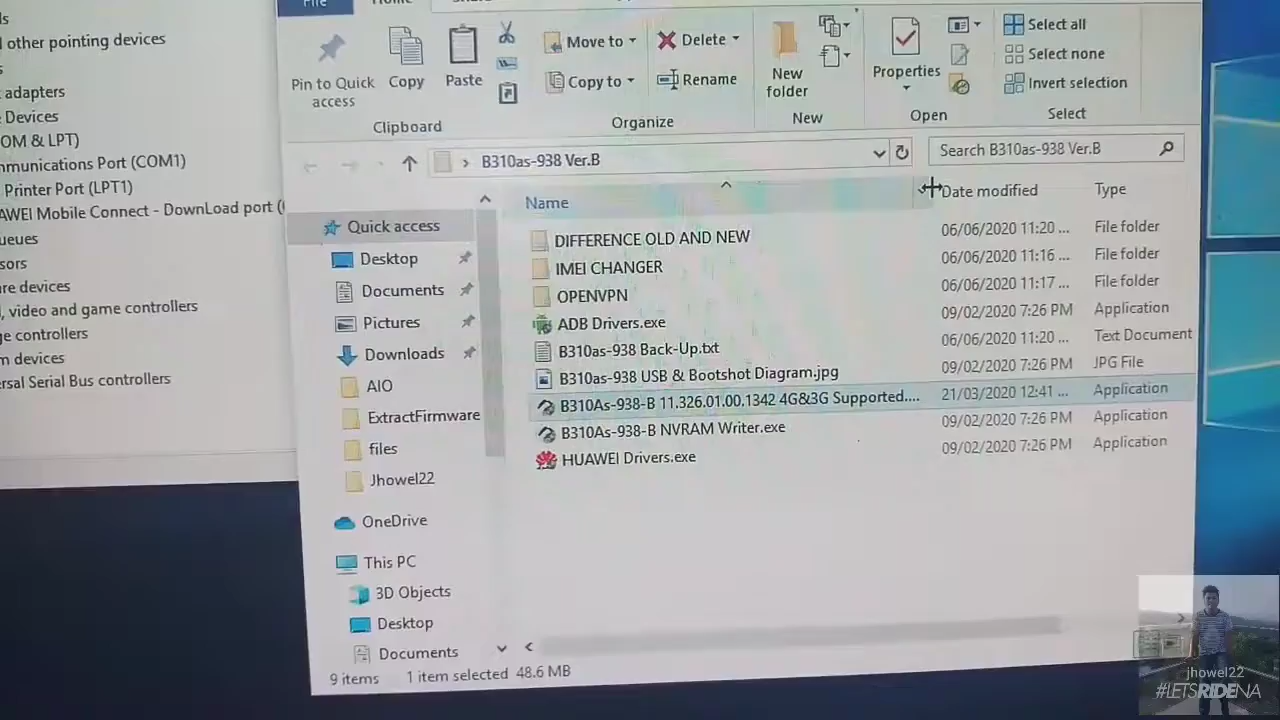 File
other pointing devices
adapters
Devices
OM & LPT)
mmunications Port (COM1)
Printer Port (LPT1)
AWEI Mobile Connect - DownLoad port (
ueues
sors
re devices
, video and game controllers
ge controllers
m devices
ersal Serial Bus controllers
Pin to Quick
access
Copy
Paste
Clipboard
Move to
Copy to
Delete
Rename
Organize
New
folder
New
Properties
Open
Select all
Select none
Invert selection
Select
B310as-938 Ver.B
Search B310as-938 Ver.B
Name
Date modified
Type
DIFFERENCE OLD AND NEW 06/06/2020 11:20 ... File folder
IMEI CHANGER 06/06/2020 11:16 ... File folder
OPENVPN 06/06/2020 11:17 ... File folder
ADB Drivers.exe 09/02/2020 7:26 PM Application
B310as-938 Back-Up.txt 06/06/2020 11:20 ... Text Document
B310as-938 USB & Bootshot Diagram.jpg 09/02/2020 7:26 PM JPG File
B310As-938-B 11.326.01.00.1342 4G&3G Supported.... 21/03/2020 12:41 ... Application
B310As-938-B NVRAM Writer.exe 09/02/2020 7:26 PM Application
HUAWEI Drivers.exe 09/02/2020 7:26 PM Application
Quick access
Desktop
Documents
Pictures
Downloads
AIO
ExtractFirmware
files
Jhowel22
OneDrive
This PC
3D Objects
Desktop
Documents
9 items 1 item selected 48.6 MB
jhowel22
#LETSRIDENA